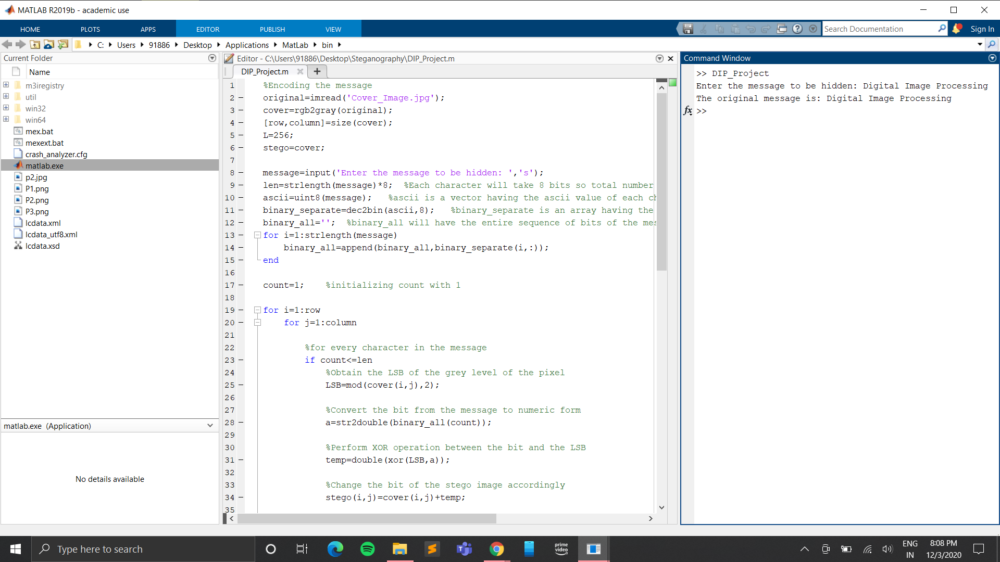 MATLAB R2019b - academic use
HOME PLOTS APPS EDITOR PUBLISH VIEW
Search Documentation
Sign In
C: Users 91886 Desktop Applications MatLab bin
Current Folder
Name
m3iregistry
util
win32
win64
mex.bat
mexext.bat
crash_analyzer.cfg
matlab.exe
p2.jpg
P1.png
P2.png
P3.png
lcdata.xml
lcdata_utf8.xml
lcdata.xsd
matlab.exe (Application)
No details available
Editor - C:\Users\91886\Desktop\Steganography\DIP_Project.m
DIP_Project.m
1 %Encoding the message
2 original=imread('Cover_Image.jpg');
3 cover=rgb2gray(original);
4 [row,column]=size(cover);
5 L=256;
6 stego=cover;
7
8 message=input('Enter the message to be hidden: ','s');
9 len=strlength(message)*8; %Each character will take 8 bits so total number
10 ascii=uint8(message); %ascii is a vector having the ascii value of each ch
11 binary_separate=dec2bin(ascii,8); %binary_separate is an array having the
12 binary_all=''; %binary_all will have the entire sequence of bits of the mes
13 for i=1:strlength(message)
14 binary_all=append(binary_all,binary_separate(i,:));
15 end
16
17 count=1; %initializing count with 1
18
19 for i=1:row
20 for j=1:column
21
22 %for every character in the message
23 if count<=len
24 %Obtain the LSB of the grey level of the pixel
25 LSB=mod(cover(i,j),2);
26
27 %Convert the bit from the message to numeric form
28 a=str2double(binary_all(count));
29
30 %Perform XOR operation between the bit and the LSB
31 temp=double(xor(LSB,a));
32
33 %Change the bit of the stego image accordingly
34 stego(i,j)=cover(i,j)+temp;
35
Command Window
>> DIP_Project
Enter the message to be hidden: Digital Image Processing
The original message is: Digital Image Processing
fx >>
Type here to search
prime video
ENG
IN
8:08 PM
12/3/2020